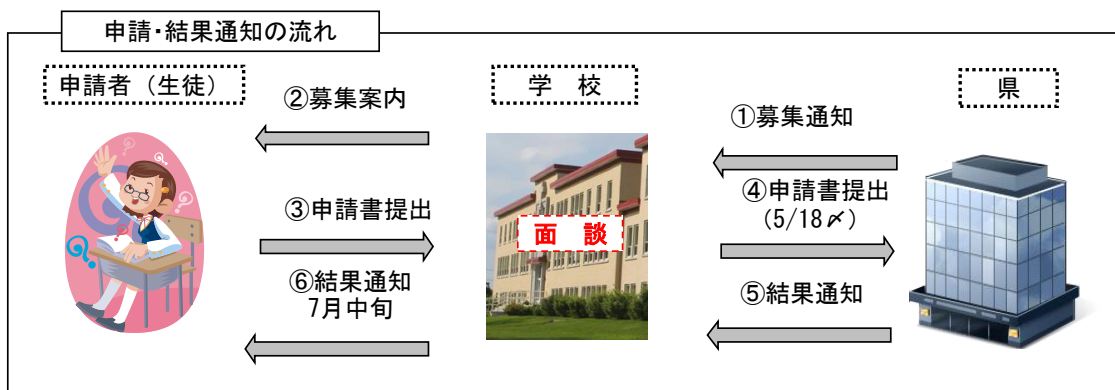 申請・結果通知の流れ
申請者（生徒）
学　校
県
②募集案内
①募集通知
③申請書提出
④申請書提出
(5/18〆)
面　談
⑥結果通知
7月中旬
⑤結果通知